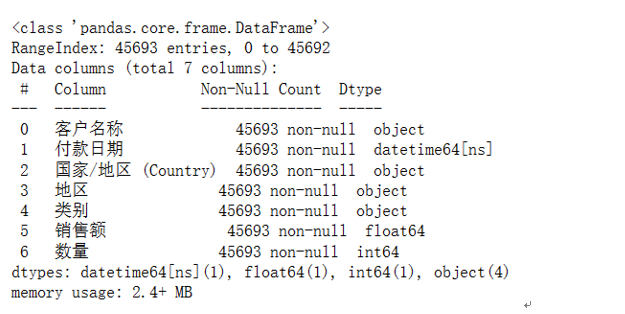 <class 'pandas.core.frame.DataFrame'>
RangeIndex: 45693 entries, 0 to 45692
Data columns (total 7 columns):
 #   Column            Non-Null Count  Dtype
---  ------            --------------  -----
 0   客户名称              45693 non-null  object
 1   付款日期              45693 non-null  datetime64[ns]
 2   国家/地区 (Country)  45693 non-null  object
 3   地区                45693 non-null  object
 4   类别                45693 non-null  object
 5   销售额               45693 non-null  float64
 6   数量                45693 non-null  int64
dtypes: datetime64[ns](1), float64(1), int64(1), object(4)
memory usage: 2.4+ MB